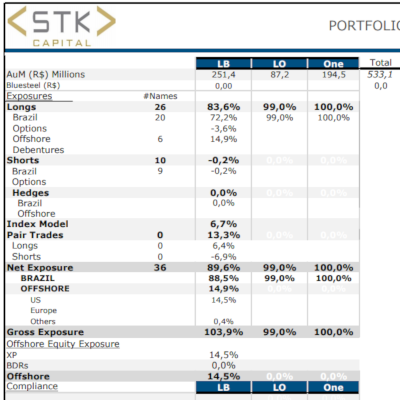 STK
CAPITAL
PORTFOLIO
LB LO One Total
AuM (R$) Millions 251,4 87,2 194,5 533,1
Bluesteel (R$) 0,00 0,0
Exposures #Names
Longs 26 83,6% 99,0% 100,0%
Brazil 20 72,2% 99,0% 100,0%
Options -3,6%
Offshore 6 14,9%
Debentures
Shorts 10 -0,2% 0,0% 0,0%
Brazil 9 -0,2%
Options
Hedges 0,0% 0,0% 0,0%
Brazil 0,0%
Offshore
Index Model 6,7%
Pair Trades 0 13,3% 0,0% 0,0%
Longs 0 6,4%
Shorts 0 -6,9%
Net Exposure 36 89,6% 99,0% 100,0%
BRAZIL 88,5% 99,0% 100,0%
OFFSHORE 14,9% 0,0% 0,0%
US 14,5%
Europe
Others 0,4%
Gross Exposure 103,9% 99,0% 100,0%
Offshore Equity Exposure
XP 14,5%
BDRs 0,0%
Offshore 14,5% 0,0% 0,0%
Compliance LB LO One